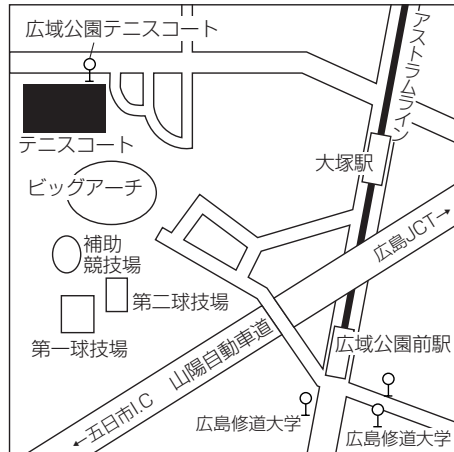 広域公園テニスコート
アストラムライン
テニスコート
大塚駅
ビッグアーチ
広島JCT→
補助
競技場
第二球技場
第一球技場
山陽自動車道
広域公園前駅
←五日市I.C
広島修道大学
広島修道大学